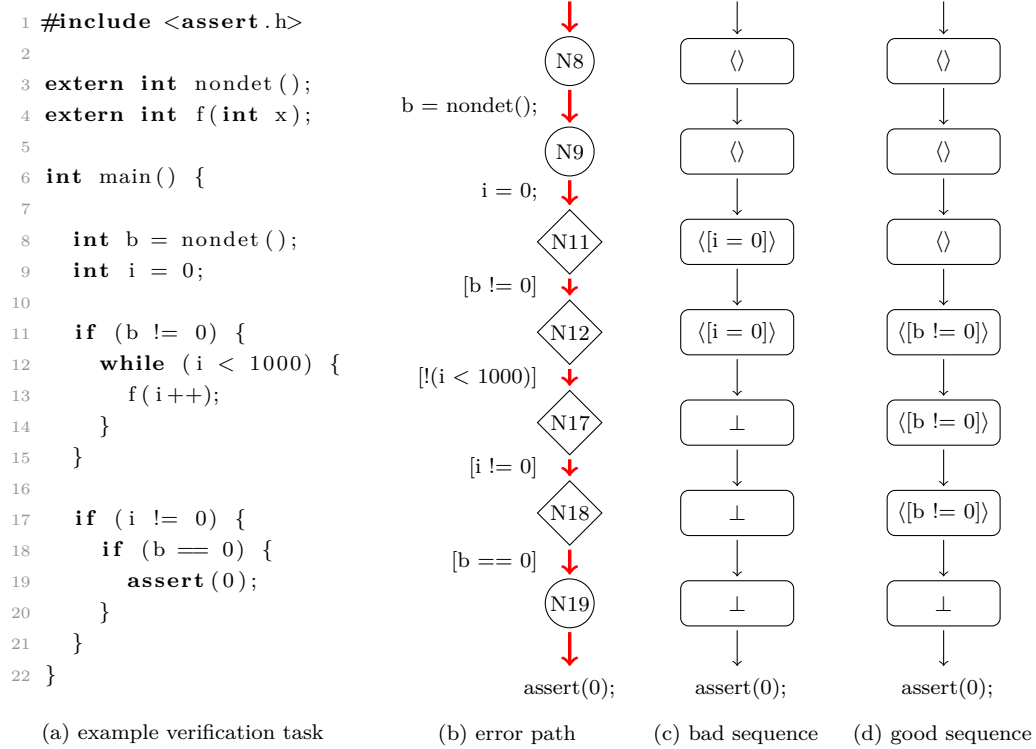 1 #include <assert.h>
2
3 extern int nondet();
4 extern int f(int x);
5
6 int main() {
7
8 int b = nondet();
9 int i = 0;
10
11 if (b != 0) {
12 while (i < 1000) {
13 f(i++);
14 }
15 }
16
17 if (i != 0) {
18 if (b == 0) {
19 assert(0);
20 }
21 }
22 }
(a) example verification task
N8
b = nondet();
N9
i = 0;
N11
[b != 0]
N12
[!(i < 1000)]
N17
[i != 0]
N18
[b == 0]
N19
assert(0);
(b) error path
⟨⟩
⟨⟩
⟨[i = 0]⟩
⟨[i = 0]⟩
⊥
⊥
⊥
assert(0);
(c) bad sequence
⟨⟩
⟨⟩
⟨⟩
⟨[b != 0]⟩
⟨[b != 0]⟩
⟨[b != 0]⟩
⊥
assert(0);
(d) good sequence